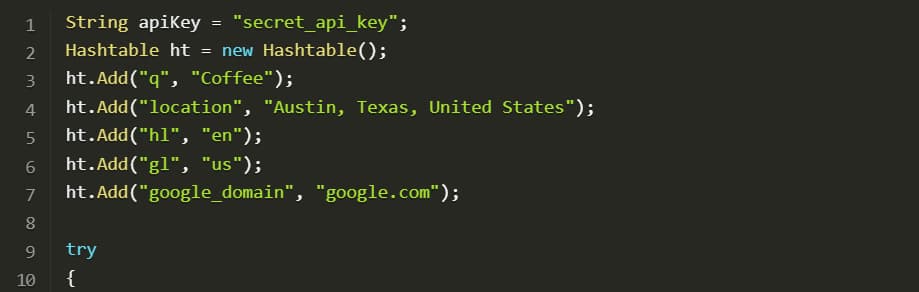 1 String apiKey = "secret_api_key";
2 Hashtable ht = new Hashtable();
3 ht.Add("q", "Coffee");
4 ht.Add("location", "Austin, Texas, United States");
5 ht.Add("hl", "en");
6 ht.Add("gl", "us");
7 ht.Add("google_domain", "google.com");
8
9 try
10 {